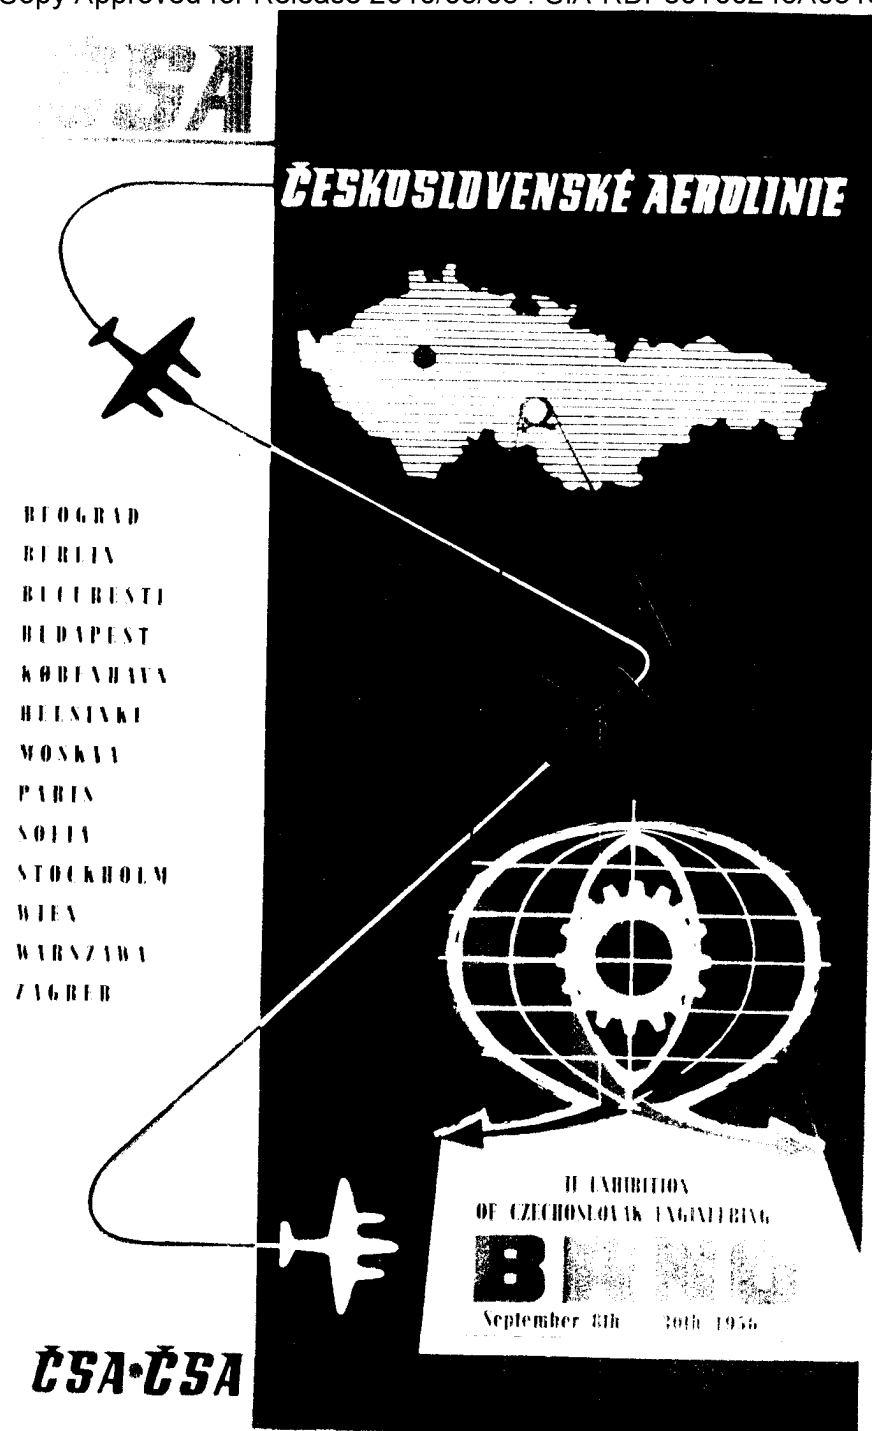 Copy Approved for Release
ČSA
ČESKOSLOVENSKÉ AEROLINIE
BEOGRAD
BERLIN
BUCURESTI
BUDAPEST
KØBENHAVN
HELSINKI
MOSKVA
PARIS
SOFIA
STOCKHOLM
WIEN
WARSZAWA
ZAGREB
II EXHIBITION
OF CZECHOSLOVAK ENGINEERING
BRNO
September 8th 30th 1956
ČSA•ČSA